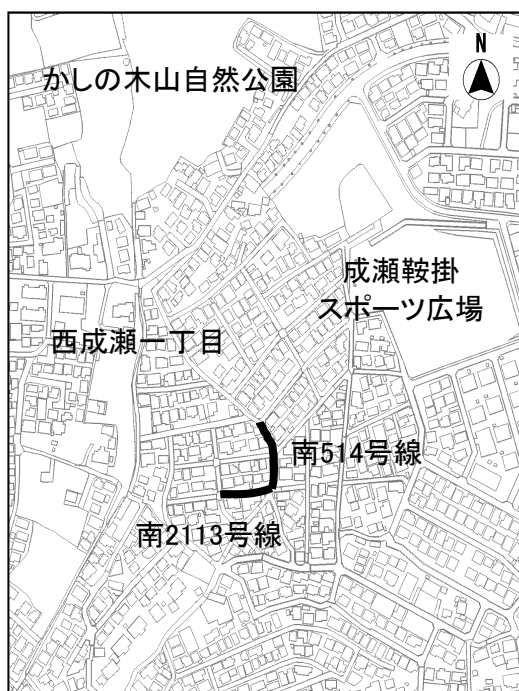 かしの木山自然公園
N
成瀬鞍掛
スポーツ広場
西成瀬一丁目
南514号線
南2113号線